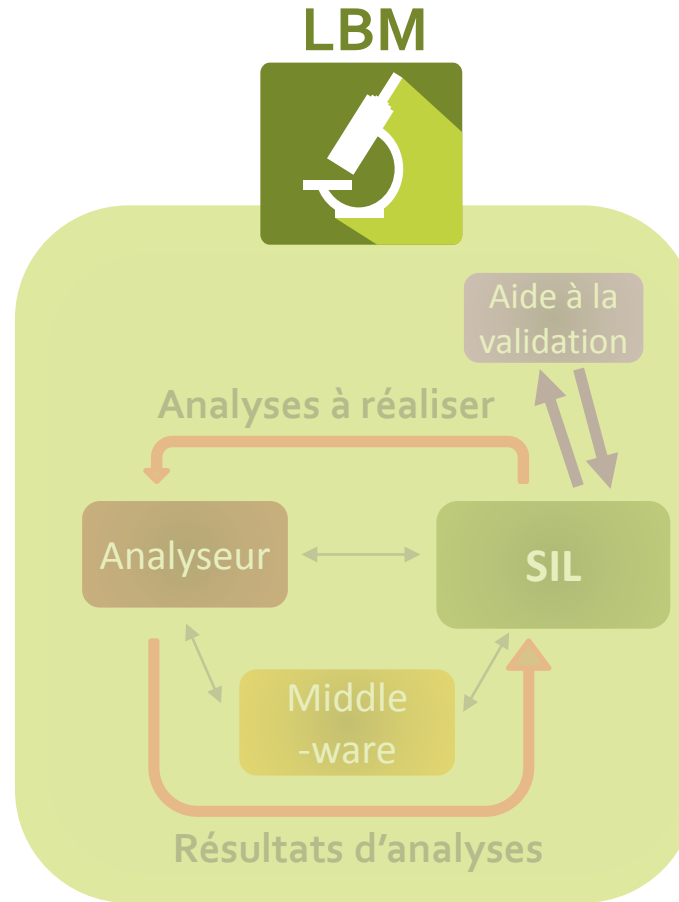 LBM
Aide à la
validation
Analyses à réaliser
Analyseur
SIL
Middle
-ware
Résultats d’analyses